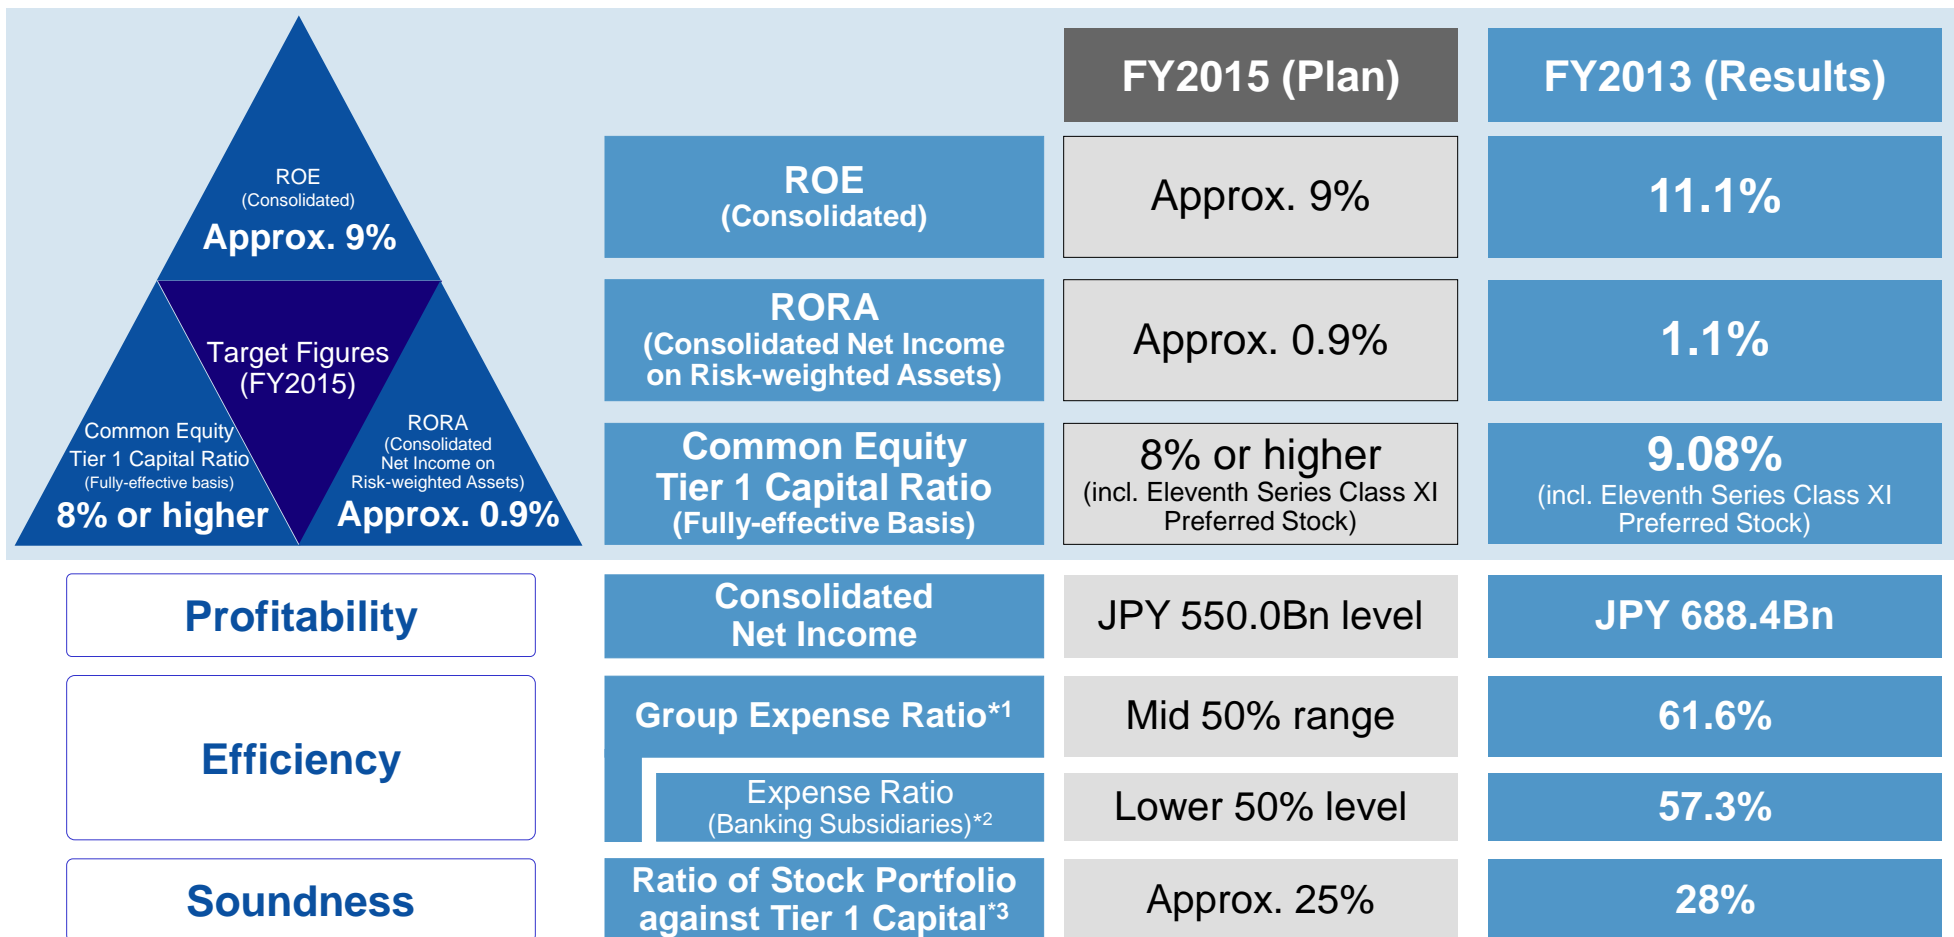 ROE
(Consolidated)
Approx. 9%
Target Figures
(FY2015)
Common Equity
Tier 1 Capital Ratio
(Fully-effective basis)
8% or higher
RORA
(Consolidated
Net Income on
Risk-weighted Assets)
Approx. 0.9%
FY2015 (Plan)
FY2013 (Results)
ROE
(Consolidated)
Approx. 9%
11.1%
RORA
(Consolidated Net Income
on Risk-weighted Assets)
Approx. 0.9%
1.1%
Common Equity
Tier 1 Capital Ratio
(Fully-effective Basis)
8% or higher
(incl. Eleventh Series Class XI
Preferred Stock)
9.08%
(incl. Eleventh Series Class XI
Preferred Stock)
Profitability
Consolidated
Net Income
JPY 550.0Bn level
JPY 688.4Bn
Efficiency
Group Expense Ratio*1
Mid 50% range
61.6%
Expense Ratio
(Banking Subsidiaries)*2
Lower 50% level
57.3%
Soundness
Ratio of Stock Portfolio
against Tier 1 Capital*3
Approx. 25%
28%